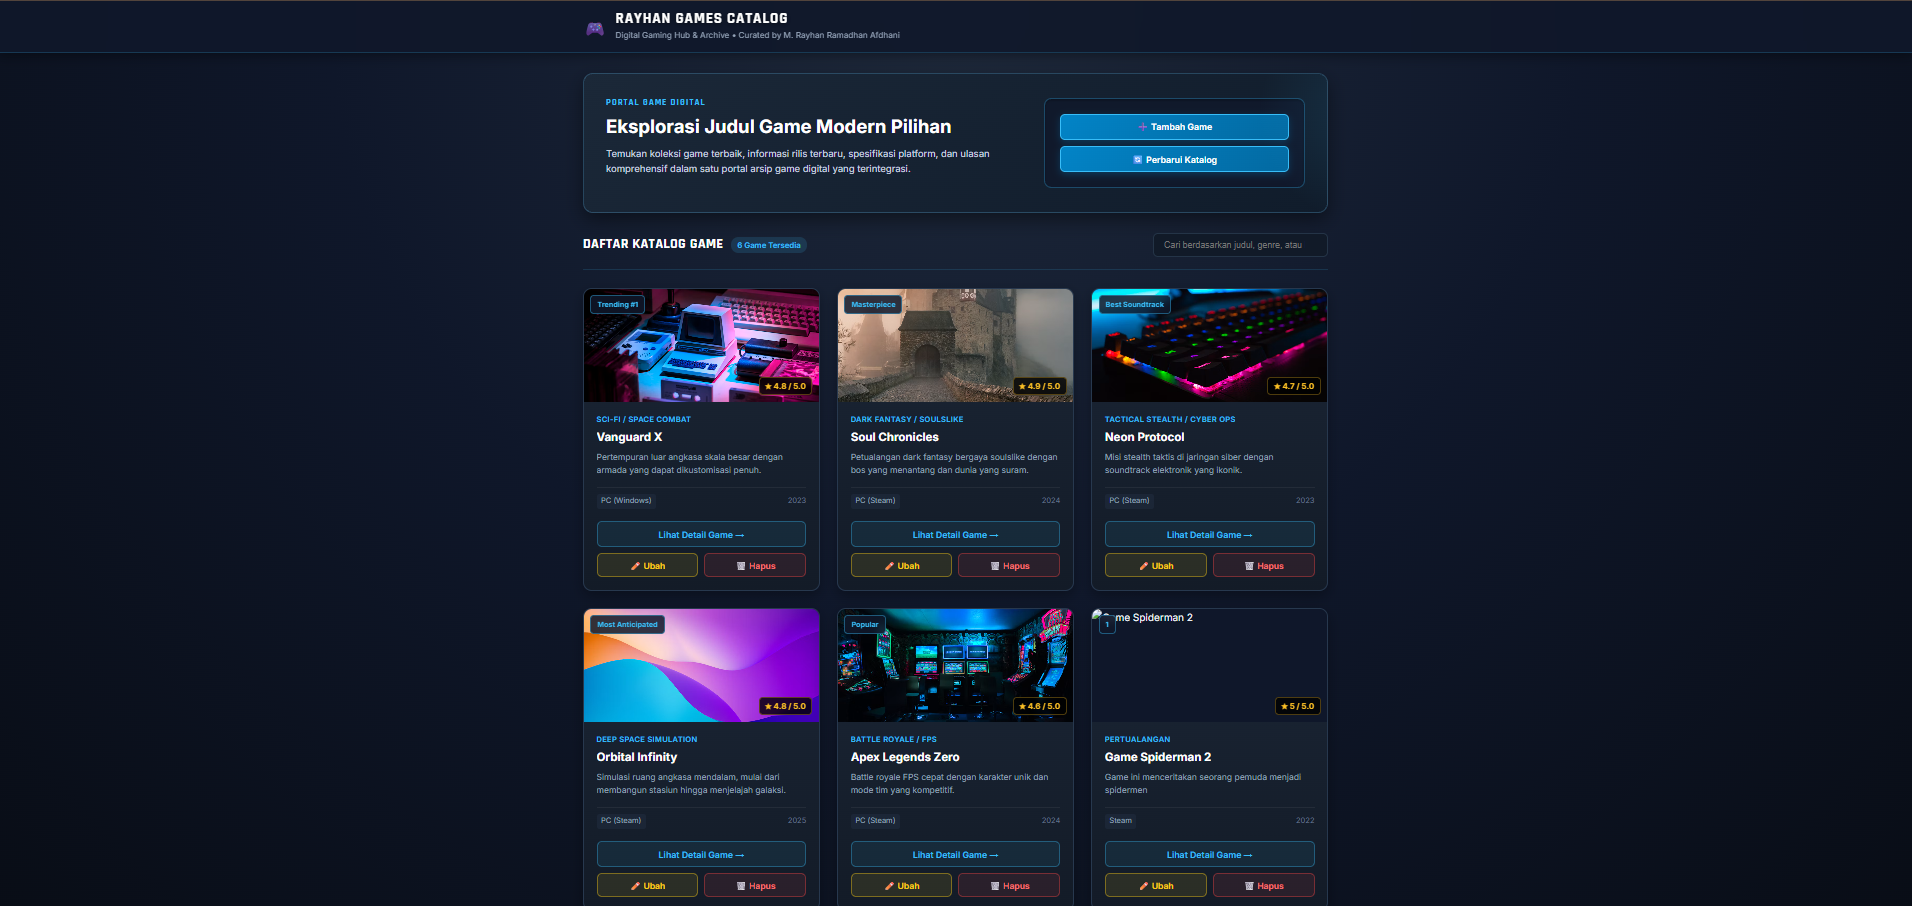 RAYHAN GAMES CATALOG
Digital Gaming Hub & Archive • Curated by M. Rayhan Ramadhan Afdhani
PORTAL GAME DIGITAL
Eksplorasi Judul Game Modern Pilihan
Temukan koleksi game terbaik, informasi rilis terbaru, spesifikasi platform, dan ulasan
komprehensif dalam satu portal arsip game digital yang terintegrasi.
Tambah Game
Perbarui Katalog
DAFTAR KATALOG GAME
6 Game Tersedia
Cari berdasarkan judul, genre, atau
Trending #1
★ 4.8 / 5.0
SCI-FI / SPACE COMBAT
Vanguard X
Pertempuran luar angkasa skala besar dengan
armada yang dapat dikustomisasi penuh.
PC (Windows)
2023
Lihat Detail Game →
Ubah
Hapus
Masterpiece
★ 4.9 / 5.0
DARK FANTASY / SOULSLIKE
Soul Chronicles
Petualangan dark fantasy bergaya soulslike dengan
bos yang menantang dan dunia yang suram.
PC (Steam)
2024
Lihat Detail Game →
Ubah
Hapus
Best Soundtrack
★ 4.7 / 5.0
TACTICAL STEALTH / CYBER OPS
Neon Protocol
Misi stealth taktis di jaringan siber dengan
soundtrack elektronik yang ikonik.
PC (Steam)
2023
Lihat Detail Game →
Ubah
Hapus
Most Anticipated
★ 4.8 / 5.0
DEEP SPACE SIMULATION
Orbital Infinity
Simulasi ruang angkasa mendalam, mulai dari
membangun stasiun hingga menjelajah galaksi.
PC (Steam)
2025
Lihat Detail Game →
Ubah
Hapus
Popular
★ 4.6 / 5.0
BATTLE ROYALE / FPS
Apex Legends Zero
Battle royale FPS cepat dengan karakter unik dan
mode tim yang kompetitif.
PC (Steam)
2024
Lihat Detail Game →
Ubah
Hapus
me Spiderman 2
1
★ 5 / 5.0
PERTUALANGAN
Game Spiderman 2
Game ini menceritakan seorang pemuda menjadi
spidermen
Steam
2022
Lihat Detail Game →
Ubah
Hapus